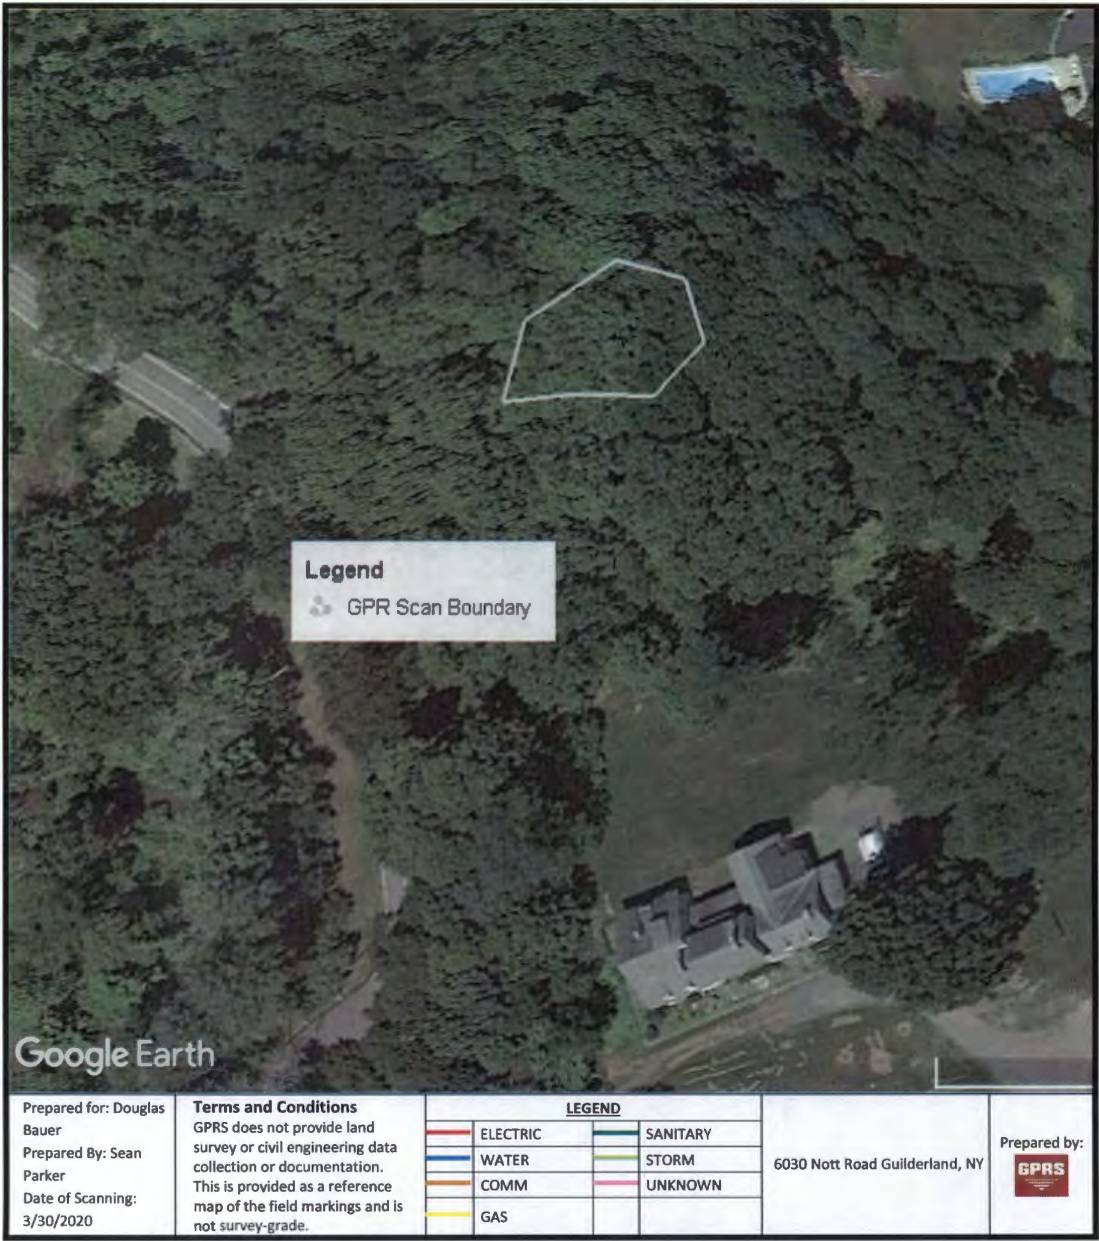 Legend
GPR Scan Boundary
Google Earth
Prepared for: Douglas
Bauer
Prepared By: Sean
Parker
Date of Scanning:
3/30/2020
Terms and Conditions
GPRS does not provide land
survey or civil engineering data
collection or documentation.
This is provided as a reference
map of the field markings and is
not survey-grade.
LEGEND
ELECTRIC
SANITARY
WATER
STORM
COMM
UNKNOWN
GAS
6030 Nott Road Guilderland, NY
Prepared by:
GPRS